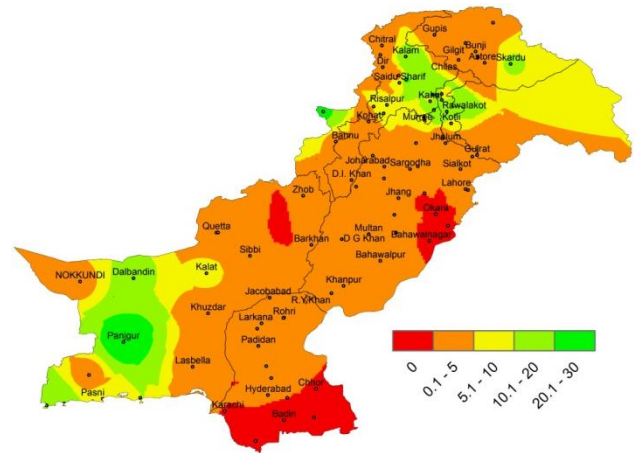 Gupis
Chitral
Bunji
Kalam
Gilgit
Dir
Astore
Skardu
Chilas
Saidu Sharif
Kakul
Risaipur
Rawalakot
Murree
Kotli
Kohat
Bannu
Jhelum
Gujrat
Joharabad
Sargodha
Sialkot
D.I. Khan
Zhob
Jhang
Lahore
Okara
Quetta
Multan
D G Khan
Bahawalnagar
Barkhan
Sibbi
Bahawalpur
NOKKUNDI
Dalbandin
Kalat
Khanpur
Jacobabad
R.Y.Khan
Khuzdar
Larkana
Rohri
Panjgur
Padidan
Lasbella
Pasni
Hyderabad
Chhor
Karachi
Badin
0
0.1 - 5
5.1 - 10
10.1 - 20
20.1 - 30